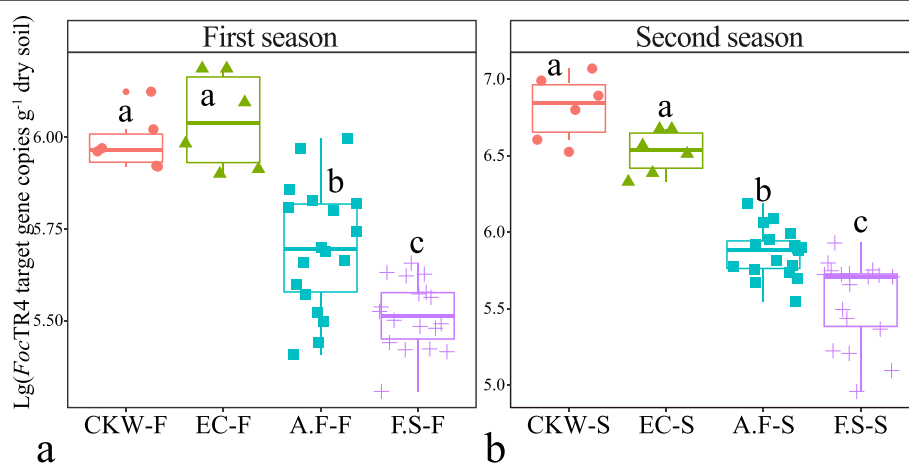 First season
Second season
Lg(FocTR4 target gene copies g⁻¹ dry soil)
6.00
5.75
5.50
a
a
b
c
CKW-F EC-F A.F-F F.S-F
a
7.0
6.5
6.0
5.5
5.0
a
a
b
c
CKW-S EC-S A.F-S F.S-S
b